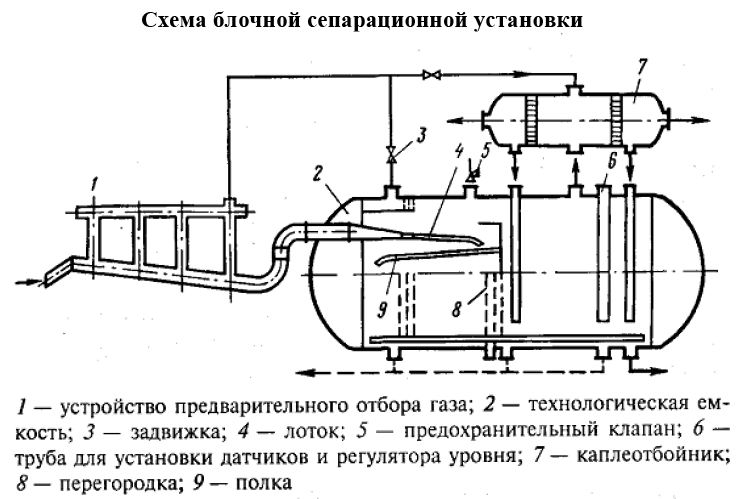 Схема блочной сепарационной установки
7
3
4
5
6
2
1
9
8
1 — устройство предварительного отбора газа; 2 — технологическая ем-
кость; 3 — задвижка; 4 — лоток; 5 — предохранительный клапан; 6 —
труба для установки датчиков и регулятора уровня; 7 — каплеотбойник;
8 — перегородка; 9 — полка